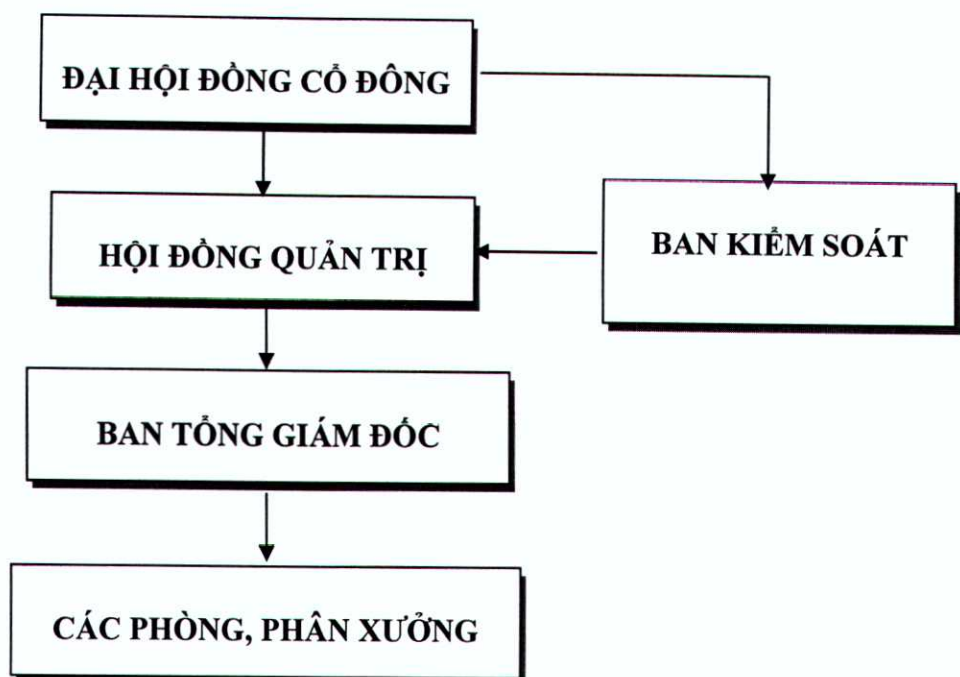 ĐẠI HỘI ĐỒNG CỔ ĐÔNG
HỘI ĐỒNG QUẢN TRỊ
BAN KIỂM SOÁT
BAN TỔNG GIÁM ĐỐC
CÁC PHÒNG, PHÂN XƯỞNG